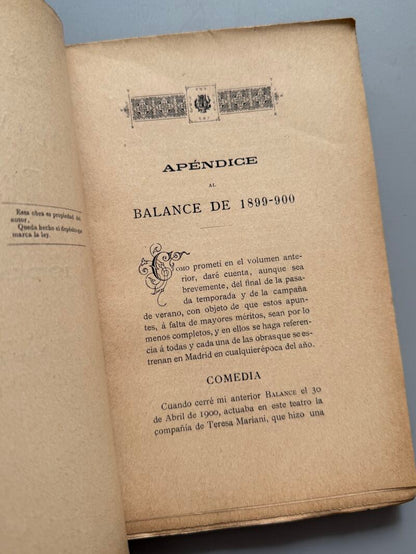 Esta obra es propiedad del
autor.
Queda hecho el depósito que
marca la ley.
APÉNDICE
AL
BALANCE DE 1899-900
Como prometí en el volumen ante-
rior, daré cuenta, aunque sea
brevemente, del final de la pasa-
da temporada y de la campaña
de verano, con objeto de que estos apun-
tes, á falta de mayores méritos, sean por lo
menos completos, y en ellos se haga referen-
cia á todas y cada una de las obras que se es-
trenan en Madrid en cualquier época del año.
COMEDIA
Cuando cerré mi anterior BALANCE el 30
de Abril de 1900, actuaba en este teatro la
compañía de Teresa Mariani, que hizo una